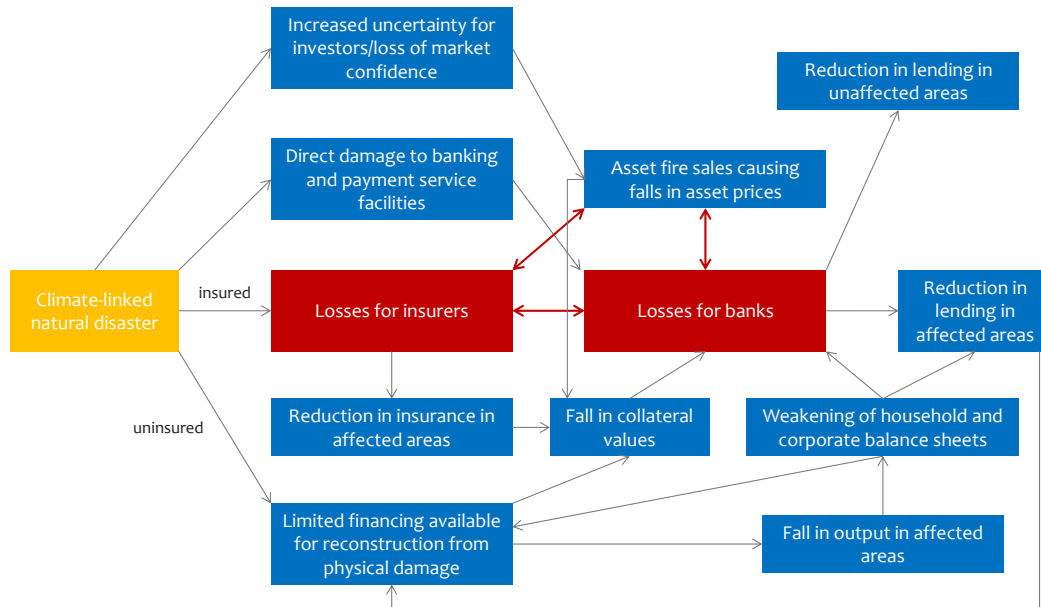 Increased uncertainty for
investors/loss of market
confidence
Reduction in lending in
unaffected areas
Direct damage to banking
and payment service
facilities
Asset fire sales causing
falls in asset prices
Climate-linked
natural disaster
insured
Losses for insurers
Losses for banks
Reduction in
lending in
affected areas
uninsured
Reduction in insurance in
affected areas
Fall in collateral
values
Weakening of household and
corporate balance sheets
Limited financing available
for reconstruction from
physical damage
Fall in output in affected
areas